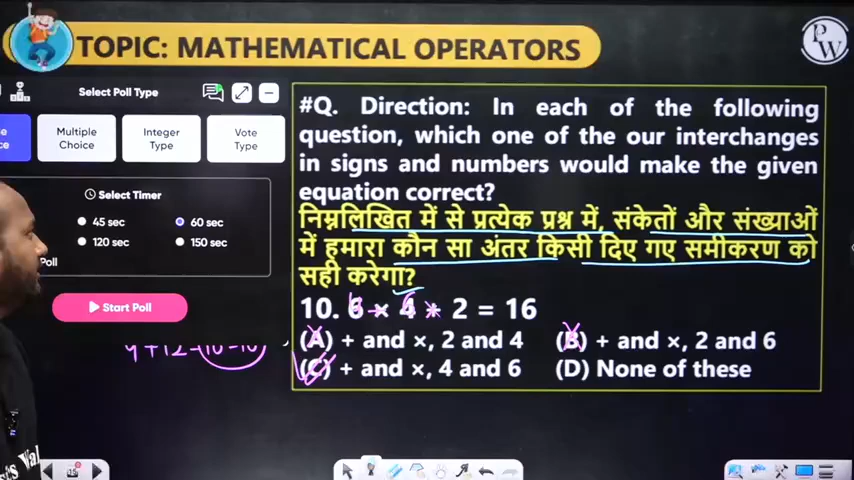 TOPIC: MATHEMATICAL OPERATORS
PW
Select Poll Type
Multiple Choice
Integer Type
Vote Type
Select Timer
45 sec
60 sec
120 sec
150 sec
Poll
Start Poll
#Q. Direction: In each of the following
question, which one of the our interchanges
in signs and numbers would make the given
equation correct?
निम्नलिखित में से प्रत्येक प्रश्न में, संकेतों और संख्याओं
में हमारा कौन सा अंतर किसी दिए गए समीकरण को
सही करेगा?
10. 6 × 4 + 2 = 16
(A) + and ×, 2 and 4
(B) + and ×, 2 and 6
(C) + and ×, 4 and 6
(D) None of these